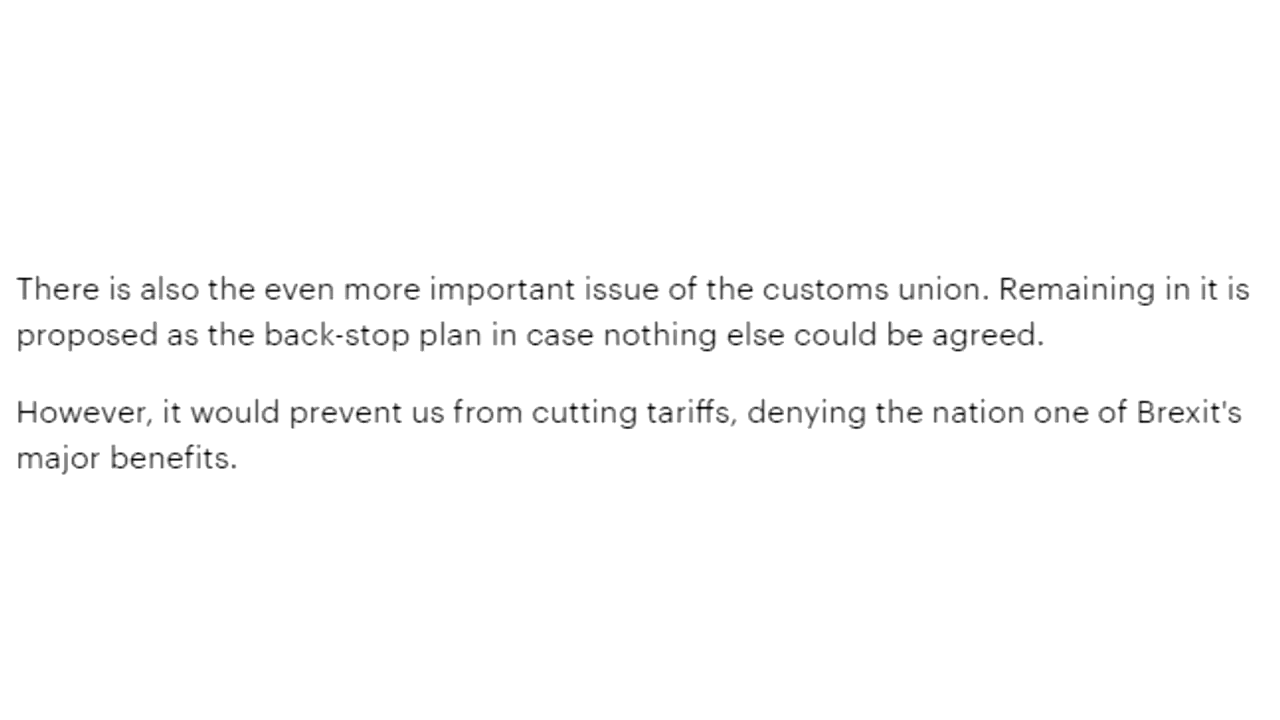 There is also the even more important issue of the customs union. Remaining in it is
proposed as the back-stop plan in case nothing else could be agreed.
However, it would prevent us from cutting tariffs, denying the nation one of Brexit's
major benefits.